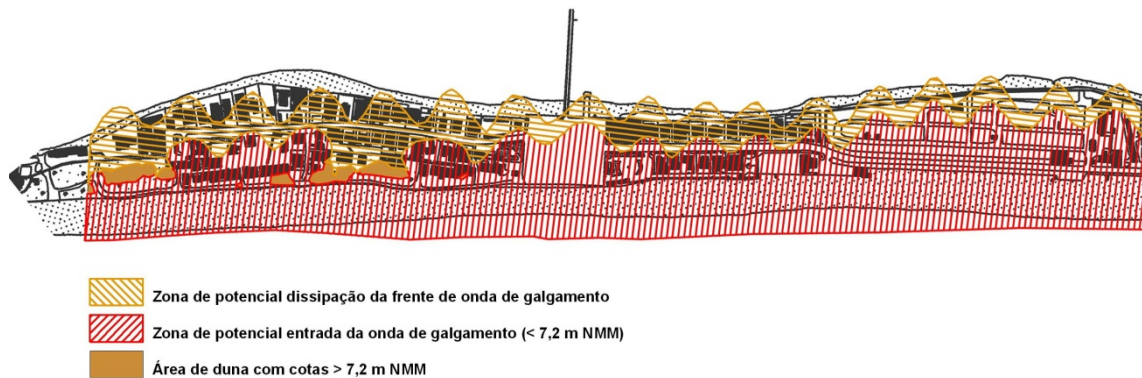 Zona de potencial dissipação da frente de onda de galgamento
Zona de potencial entrada da onda de galgamento (< 7,2 m NMM)
Área de duna com cotas > 7,2 m NMM